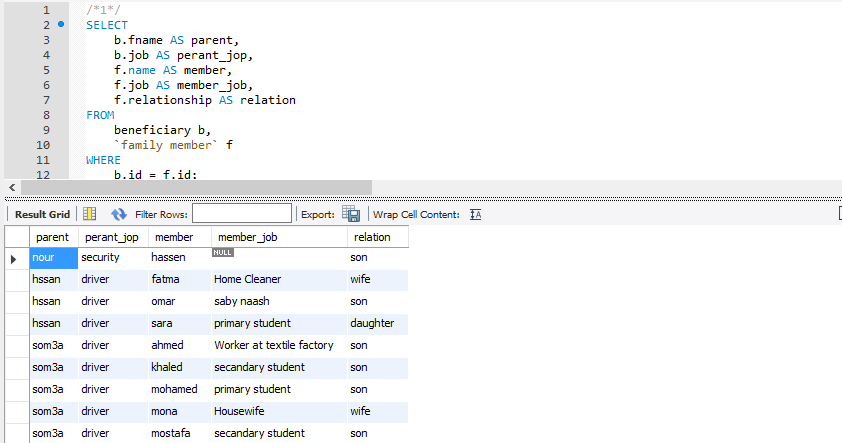 1 /*1*/
2 SELECT
3 b.fname AS parent,
4 b.job AS perant_jop,
5 f.name AS member,
6 f.job AS member_job,
7 f.relationship AS relation
8 FROM
9 beneficiary b,
10 `family member` f
11 WHERE
12 b.id = f.id;
Result Grid Filter Rows: Export: Wrap Cell Content: IA
parent perant_jop member member_job relation
nour security hassen NULL son
hssan driver fatma Home Cleaner wife
hssan driver omar saby naash son
hssan driver sara primary student daughter
som3a driver ahmed Worker at textile factory son
som3a driver khaled secandary student son
som3a driver mohamed primary student son
som3a driver mona Housewife wife
som3a driver mostafa secandary student son